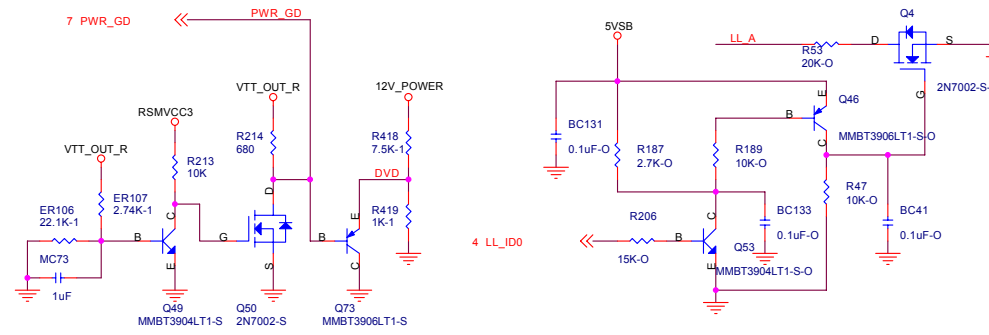 7 PWR_GD
PWR_GD
RSMVCC3
VTT_OUT_R
12V_POWER
R213
10K
R214
680
R418
7.5K-1
VTT_OUT_R
ER107
2.74K-1
ER106
22.1K-1
MC73
1uF
DVD
R419
1K-1
B
C
E
G
D
S
B
E
C
Q49
MMBT3904LT1-S
Q50
2N7002-S
Q73
MMBT3906LT1-S
5VSB
LL_A
R53
20K-O
Q4
D
S
G
2N7002-S-
BC131
0.1uF-O
R187
2.7K-O
R189
10K-O
B
E
C
Q46
MMBT3906LT1-S-O
R47
10K-O
BC41
0.1uF-O
BC133
0.1uF-O
4 LL_ID0
R206
15K-O
B
C
E
Q53
MMBT3904LT1-S-O